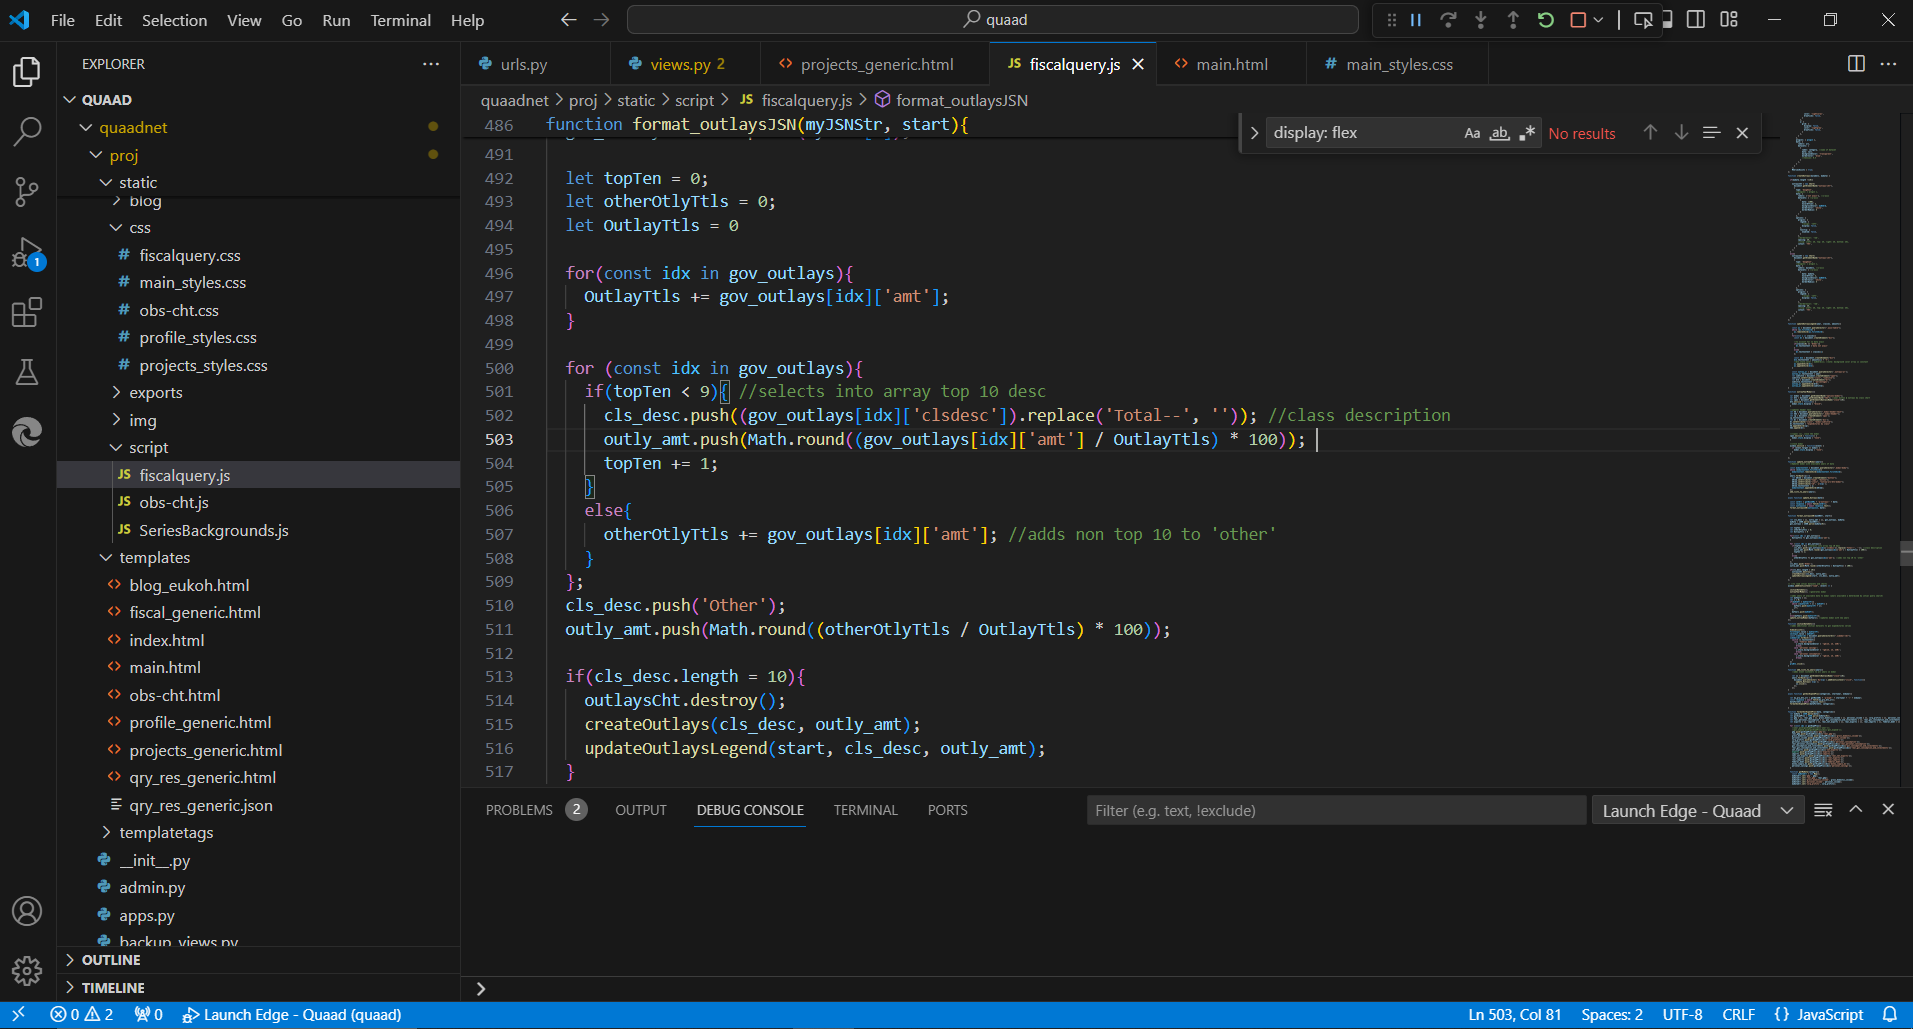 File Edit Selection View Go Run Terminal Help
quaad
EXPLORER
QUAAD
quaadnet
proj
static
blog
css
# fiscalquery.css
# main_styles.css
# obs-cht.css
# profile_styles.css
# projects_styles.css
exports
img
script
JS fiscalquery.js
JS obs-cht.js
JS SeriesBackgrounds.js
templates
<> blog_eukoh.html
<> fiscal_generic.html
<> index.html
<> main.html
<> obs-cht.html
<> profile_generic.html
<> projects_generic.html
<> qry_res_generic.html
qry_res_generic.json
templatetags
__init__.py
admin.py
apps.py
backup_views.py
OUTLINE
TIMELINE
1
urls.py
views.py 2
<> projects_generic.html
JS fiscalquery.js
<> main.html
# main_styles.css
quaadnet > proj > static > script > JS fiscalquery.js > format_outlaysJSN
display: flex
Aa ab .*
No results
486 function format_outlaysJSN(myJSNStr, start){
491
492 let topTen = 0;
493 let otherOtlyTtls = 0;
494 let OutlayTtls = 0
495
496 for(const idx in gov_outlays){
497 OutlayTtls += gov_outlays[idx]['amt'];
498 }
499
500 for (const idx in gov_outlays){
501 if(topTen < 9){ //selects into array top 10 desc
502 cls_desc.push((gov_outlays[idx]['clsdesc']).replace('Total--', '')); //class description
503 outly_amt.push(Math.round((gov_outlays[idx]['amt'] / OutlayTtls) * 100));
504 topTen += 1;
505 }
506 else{
507 otherOtlyTtls += gov_outlays[idx]['amt']; //adds non top 10 to 'other'
508 }
509 };
510 cls_desc.push('Other');
511 outly_amt.push(Math.round((otherOtlyTtls / OutlayTtls) * 100));
512
513 if(cls_desc.length = 10){
514 outlaysCht.destroy();
515 createOutlays(cls_desc, outly_amt);
516 updateOutlaysLegend(start, cls_desc, outly_amt);
517 }
PROBLEMS 2 OUTPUT DEBUG CONSOLE TERMINAL PORTS
Filter (e.g. text, !exclude)
Launch Edge - Quaad
>
0 2 0 Launch Edge - Quaad (quaad)
Ln 503, Col 81 Spaces: 2 UTF-8 CRLF {} JavaScript